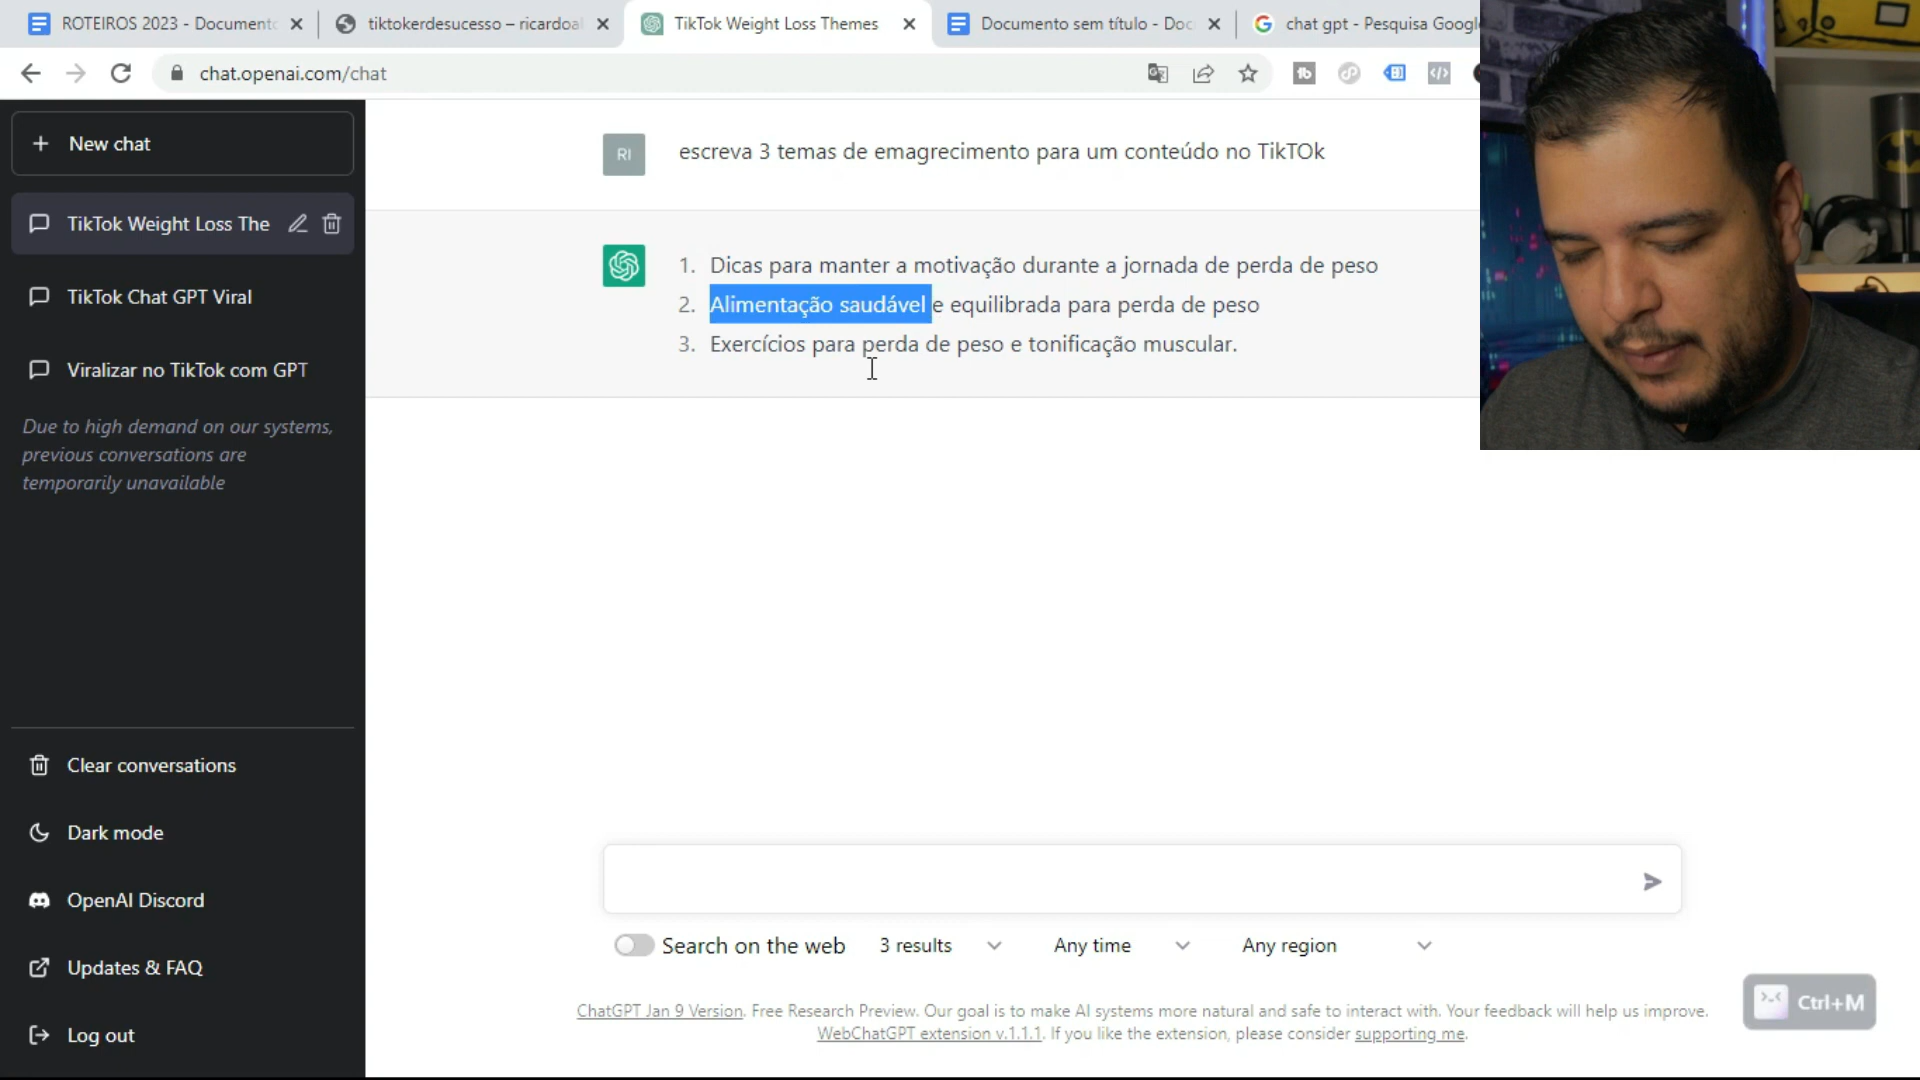 ROTEIROS 2023 - Documento
tiktokerdesucesso – ricardoal
TikTok Weight Loss Themes
Documento sem título - Doc
chat gpt - Pesquisa Google
chat.openai.com/chat
New chat
TikTok Weight Loss The
TikTok Chat GPT Viral
Viralizar no TikTok com GPT
Due to high demand on our systems,
previous conversations are
temporarily unavailable
Clear conversations
Dark mode
OpenAI Discord
Updates & FAQ
Log out
RI
escreva 3 temas de emagrecimento para um conteúdo no TikTOk
1. Dicas para manter a motivação durante a jornada de perda de peso
2. Alimentação saudável e equilibrada para perda de peso
3. Exercícios para perda de peso e tonificação muscular.
Search on the web
3 results
Any time
Any region
ChatGPT Jan 9 Version. Free Research Preview. Our goal is to make AI systems more natural and safe to interact with. Your feedback will help us improve.
WebChatGPT extension v.1.1.1. If you like the extension, please consider supporting me.
Ctrl+M